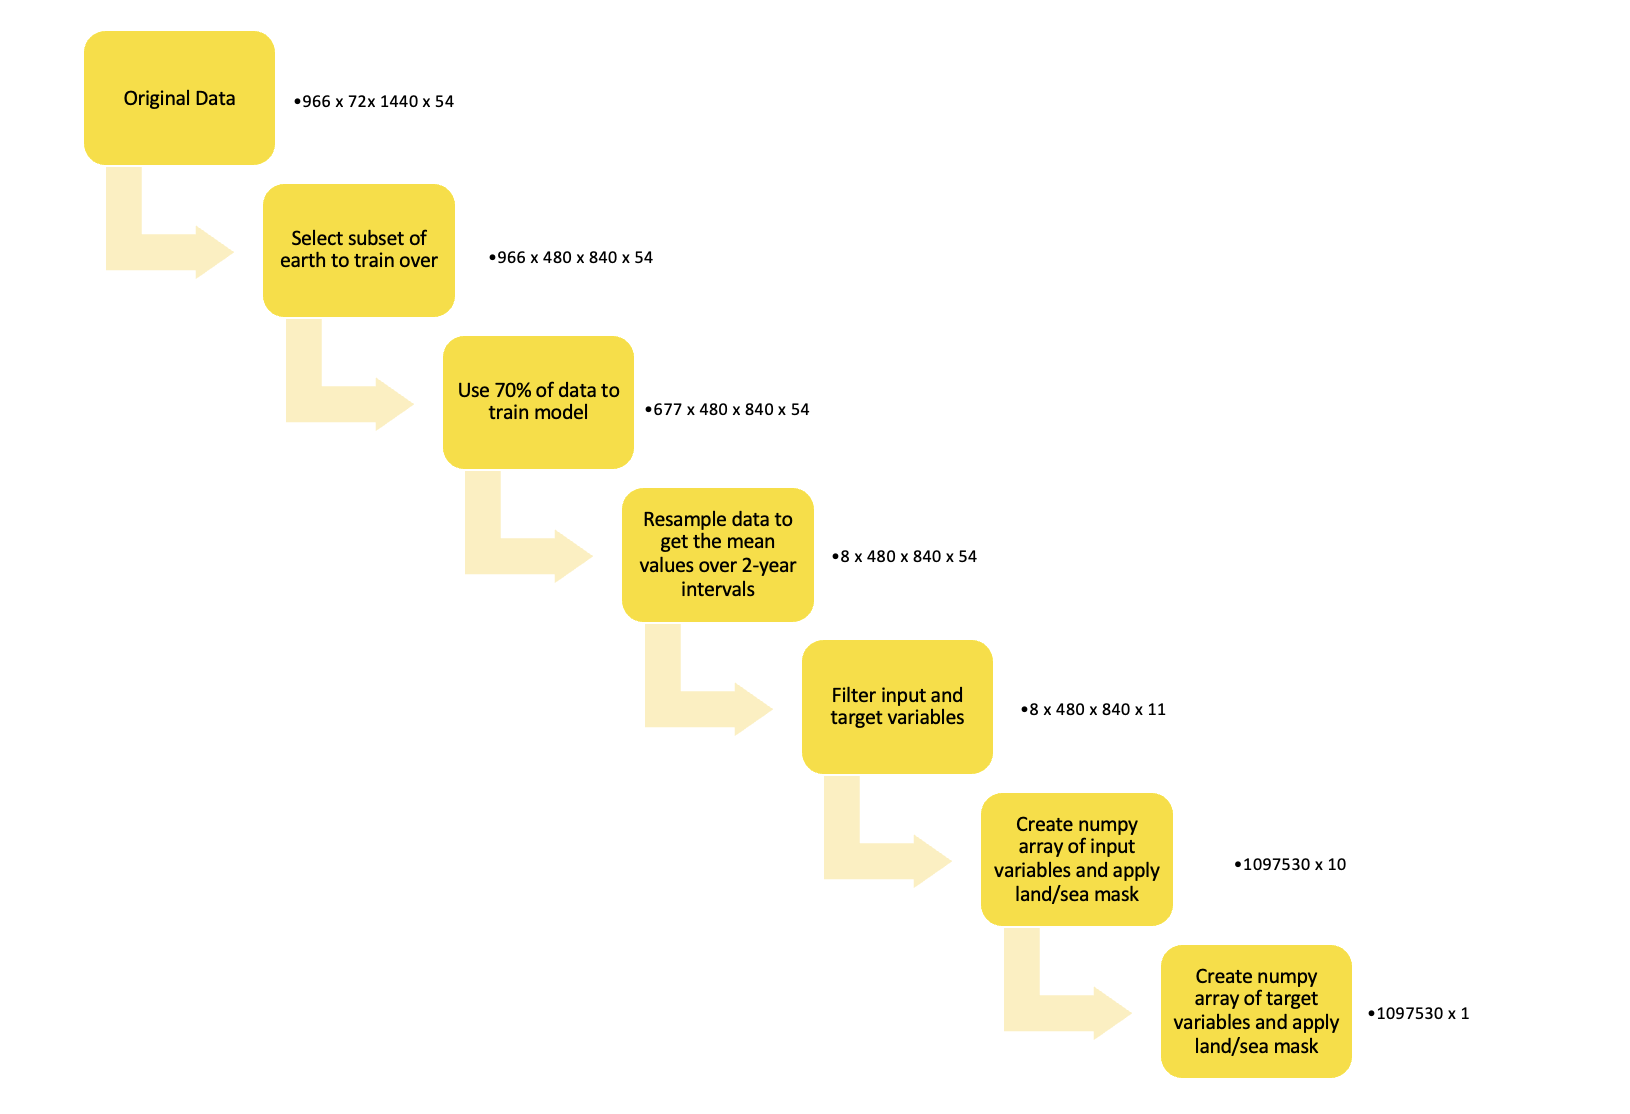 Original Data
•966 x 72x 1440 x 54
Select subset of
earth to train over
•966 x 480 x 840 x 54
Use 70% of data to
train model
•677 x 480 x 840 x 54
Resample data to
get the mean
values over 2-year
intervals
•8 x 480 x 840 x 54
Filter input and
target variables
•8 x 480 x 840 x 11
Create numpy
array of input
variables and apply
land/sea mask
•1097530 x 10
Create numpy
array of target
variables and apply
land/sea mask
•1097530 x 1